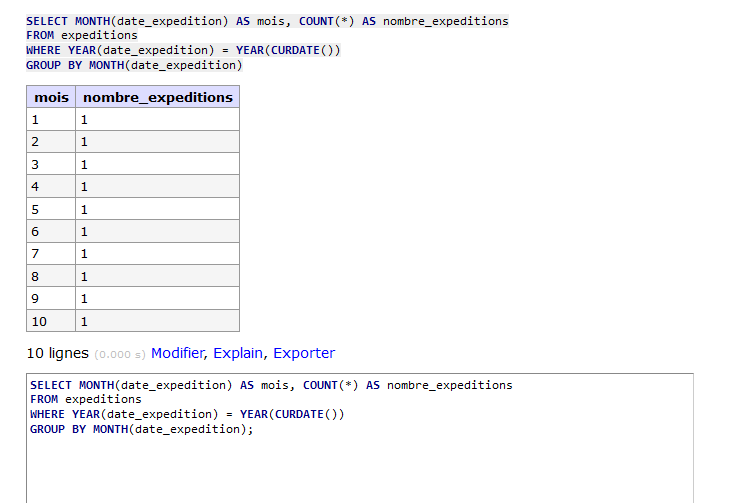 SELECT MONTH(date_expedition) AS mois, COUNT(*) AS nombre_expeditions
FROM expeditions
WHERE YEAR(date_expedition) = YEAR(CURDATE())
GROUP BY MONTH(date_expedition)
mois nombre_expeditions
1 1
2 1
3 1
4 1
5 1
6 1
7 1
8 1
9 1
10 1
10 lignes (0.000 s) Modifier, Explain, Exporter
SELECT MONTH(date_expedition) AS mois, COUNT(*) AS nombre_expeditions
FROM expeditions
WHERE YEAR(date_expedition) = YEAR(CURDATE())
GROUP BY MONTH(date_expedition);